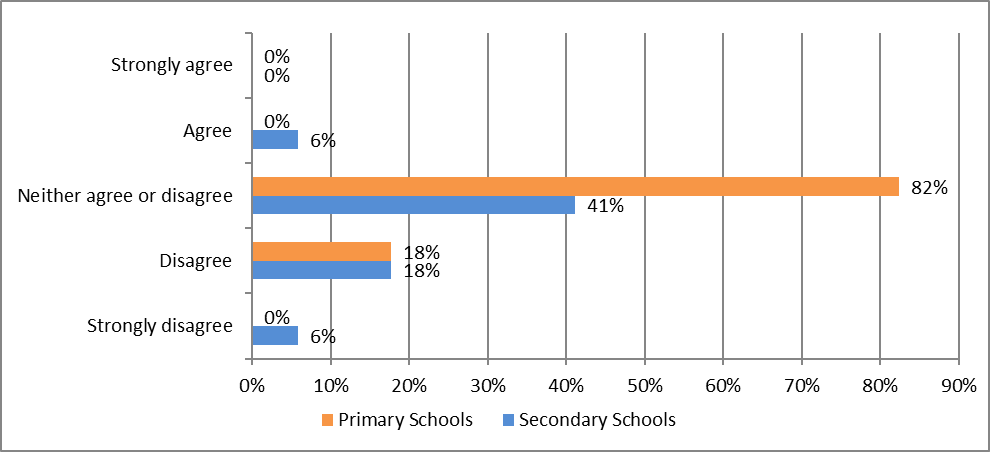 Strongly agree
0%
0%
Agree
0%
6%
Neither agree or disagree
82%
41%
Disagree
18%
18%
Strongly disagree
0%
6%
0% 10% 20% 30% 40% 50% 60% 70% 80% 90%
Primary Schools Secondary Schools